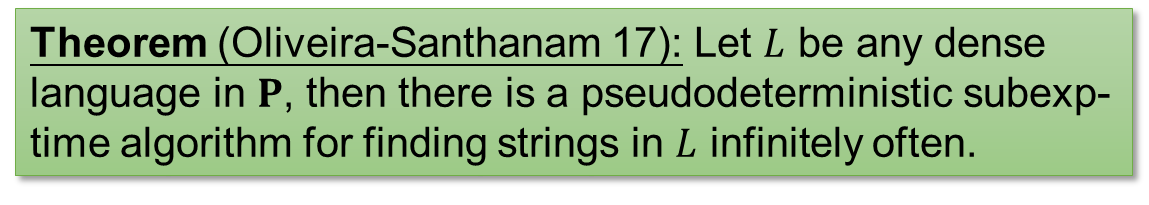 Theorem (Oliveira-Santhanam 17): Let 𝐿 be any dense
language in 𝐏, then there is a pseudodeterministic subexp-
time algorithm for finding strings in 𝐿 infinitely often.